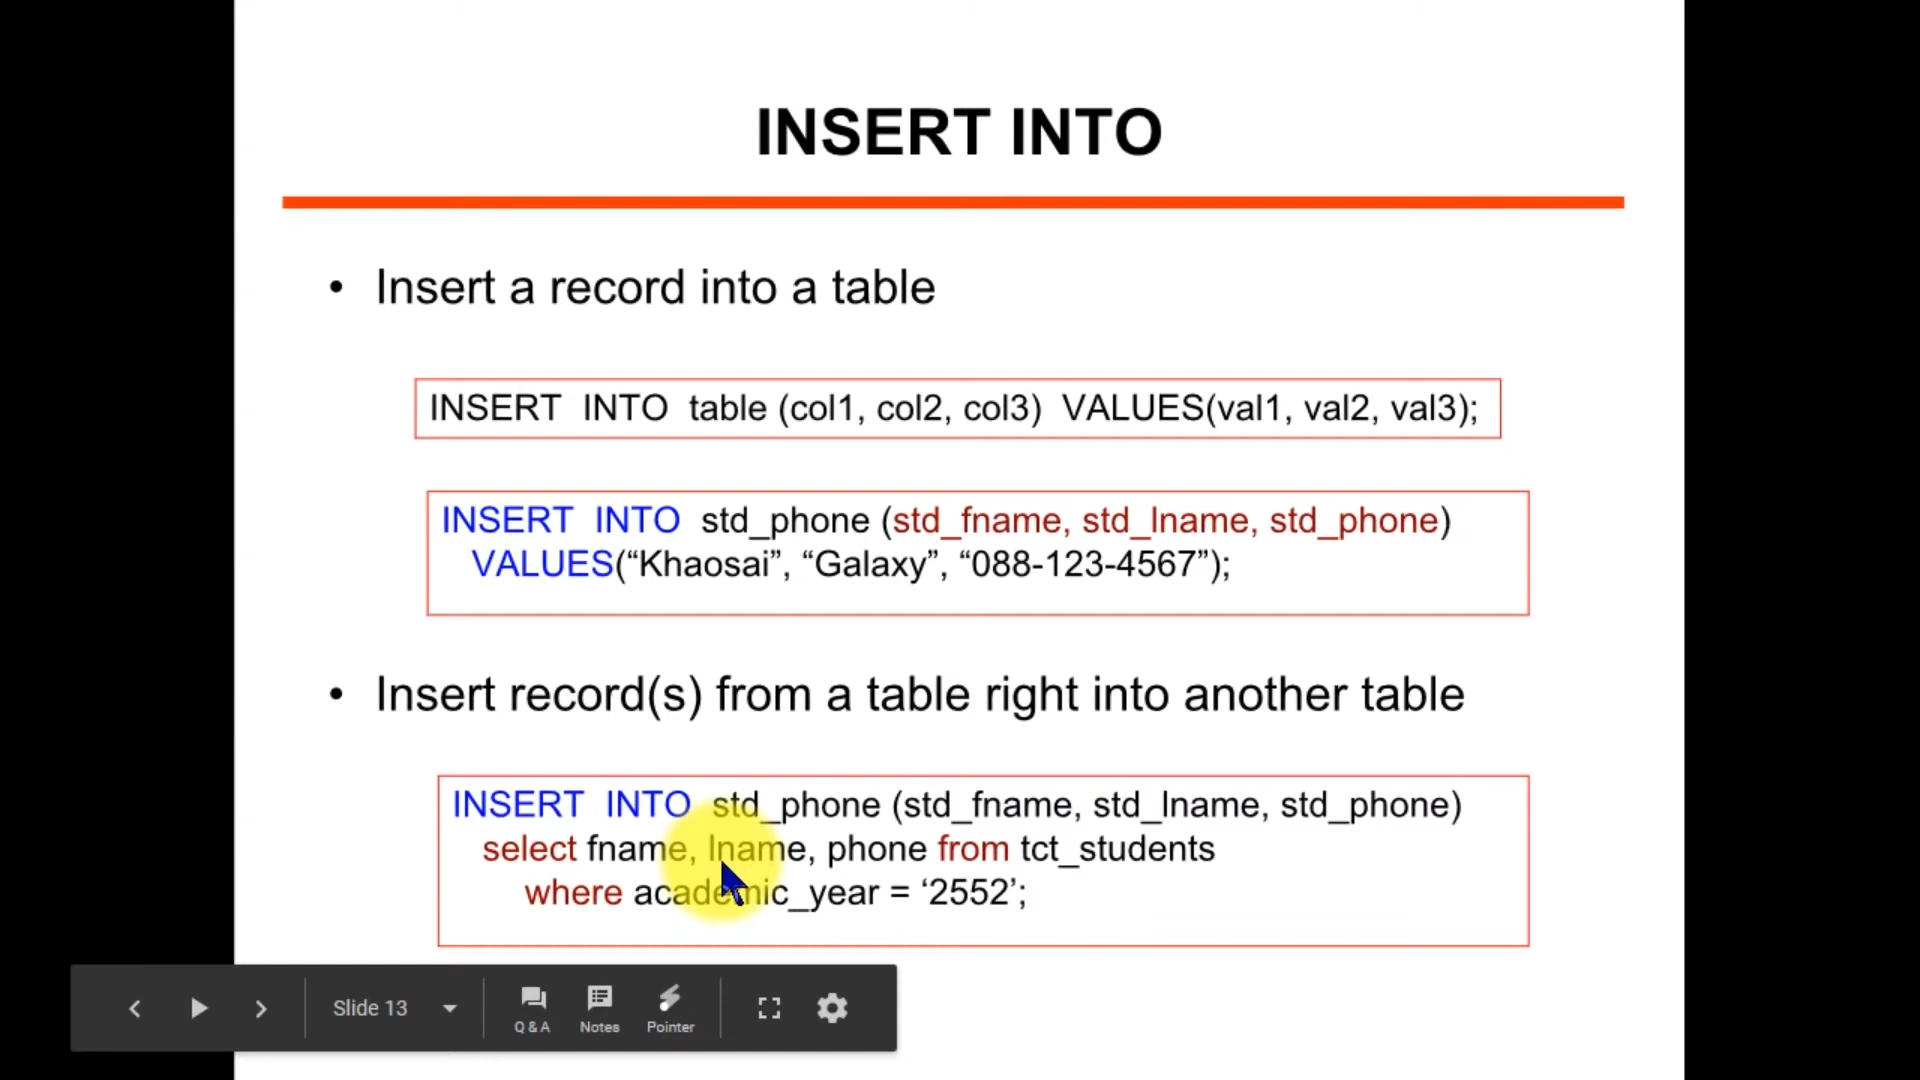 INSERT INTO
• Insert a record into a table
INSERT INTO table (col1, col2, col3) VALUES(val1, val2, val3);
INSERT INTO std_phone (std_fname, std_lname, std_phone)
VALUES(“Khaosai”, “Galaxy”, “088-123-4567”);
• Insert record(s) from a table right into another table
INSERT INTO std_phone (std_fname, std_lname, std_phone)
select fname, lname, phone from tct_students
where academic_year = ‘2552’;
Slide 13
Q & A
Notes
Pointer